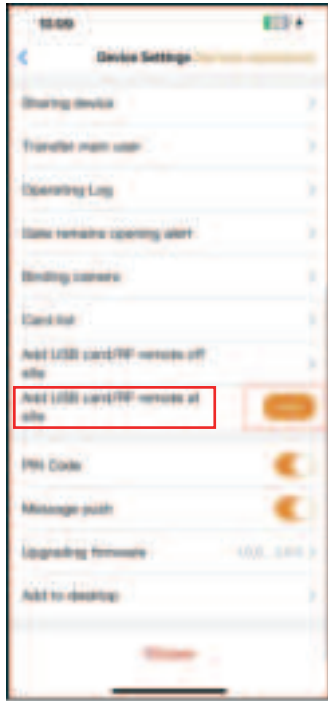 Device Settings
Sharing device
Transfer main user
Operating Log
Gate remains opening alert
Binding camera
Card list
Add USB card/RF remote off
site
Add USB card/RF remote at
site
PIN Code
Message push
Upgrading firmware
Add to desktop